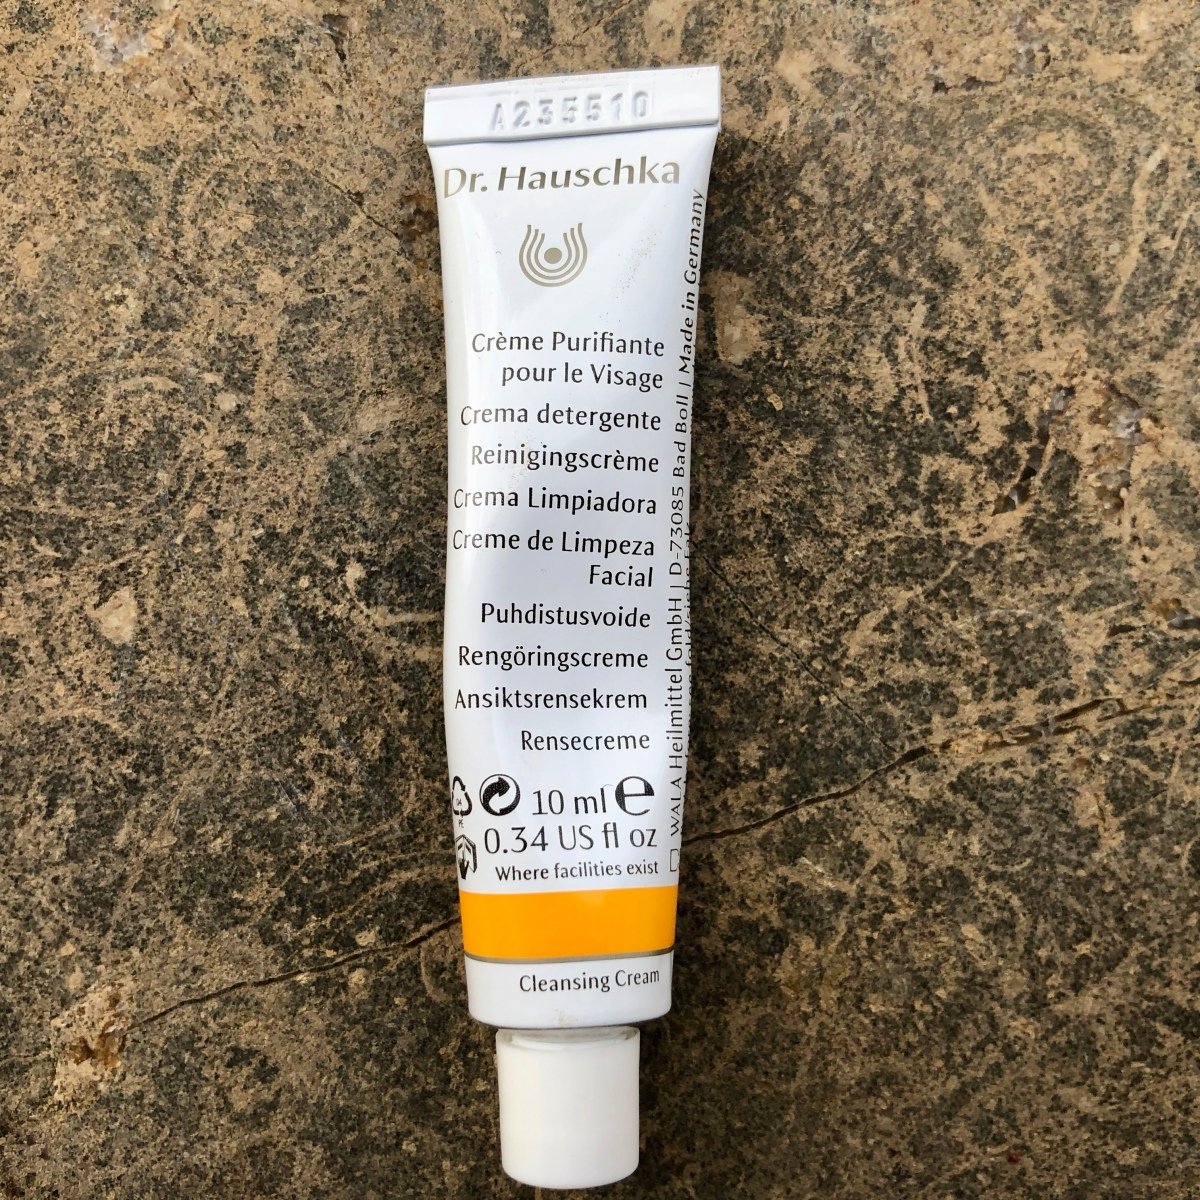 A235510
Dr. Hauschka
Crème Purifiante
pour le Visage
Crema detergente
Reinigingscrème
Crema Limpiadora
Creme de Limpeza
Facial
Puhdistusvoide
Rengöringscreme
Ansiktsrensekrem
Rensecreme
10 ml e
0.34 US fl oz
Where facilities exist
Cleansing Cream
WALA Heilmittel GmbH | D-73085 Bad Boll | Made in Germany